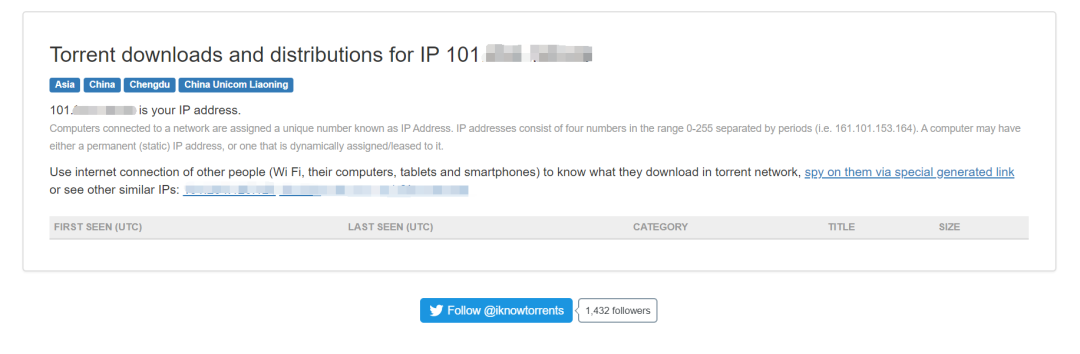 Torrent downloads and distributions for IP 101
Asia China Chengdu China Unicom Liaoning
101. is your IP address.
Computers connected to a network are assigned a unique number known as IP Address. IP addresses consist of four numbers in the range 0-255 separated by periods (i.e. 161.101.153.164). A computer may have
either a permanent (static) IP address, or one that is dynamically assigned/leased to it.
Use internet connection of other people (Wi Fi, their computers, tablets and smartphones) to know what they download in torrent network, spy on them via special generated link
or see other similar IPs:
FIRST SEEN (UTC) LAST SEEN (UTC) CATEGORY TITLE SIZE
Follow @iknowtorrents 1,432 followers